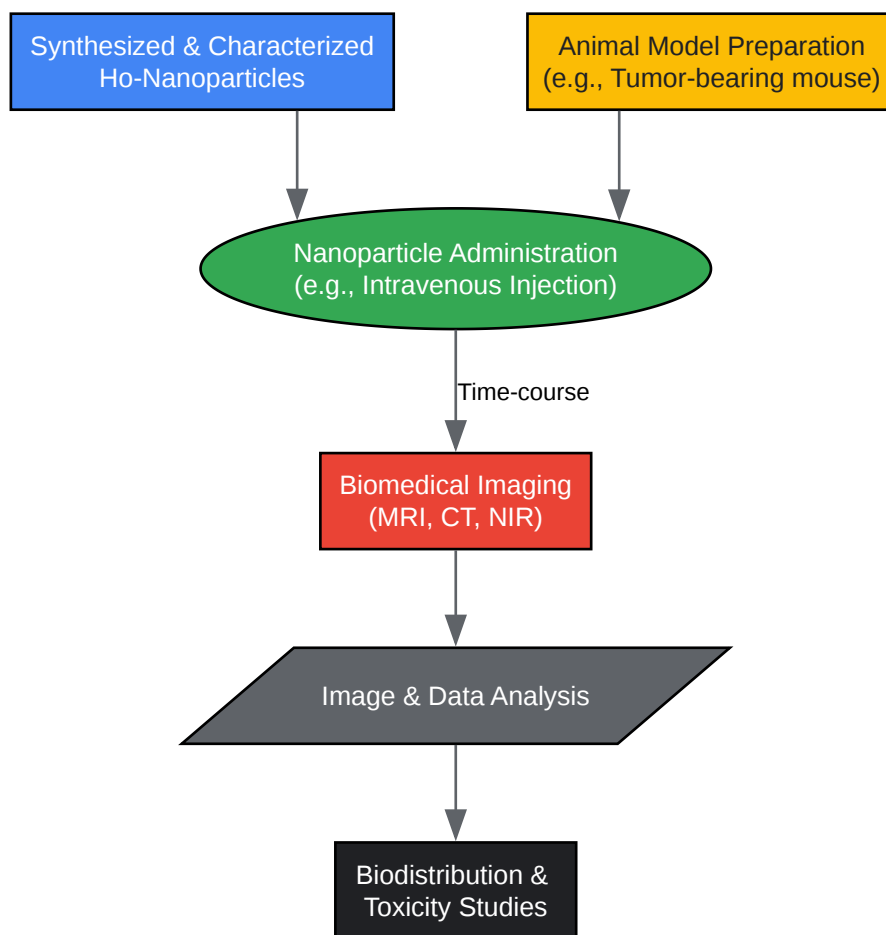 Synthesized & Characterized
Ho-Nanoparticles
Animal Model Preparation
(e.g., Tumor-bearing mouse)
Nanoparticle Administration
(e.g., Intravenous Injection)
Time-course
Biomedical Imaging
(MRI, CT, NIR)
Image & Data Analysis
Biodistribution &
Toxicity Studies